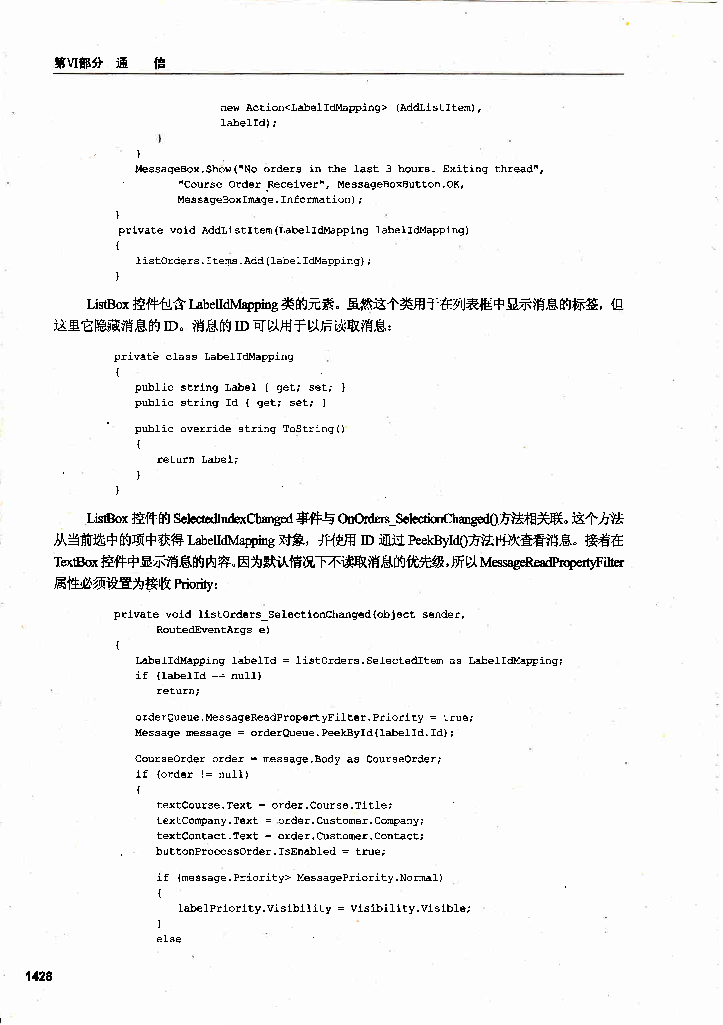 第VI部分 通 信
new Action<LabelIdMapping> (AddListItem),
labelId);
}
}
MessageBox.Show("No orders in the last 3 hours. Exiting thread",
"Course Order Receiver", MessageBoxButton.OK,
MessageBoxImage.Information);
}
private void AddListItem(LabelIdMapping labelIdMapping)
{
listOrders.Items.Add(labelIdMapping);
}
ListBox 控件包含 LabelIdMapping 类的元素。虽然这个类用于在列表框中显示消息的标签，但
这里它隐藏消息的 ID。消息的 ID 可以用于以后读取消息：
private class LabelIdMapping
{
public string Label { get; set; }
public string Id { get; set; }
public override string ToString()
{
return Label;
}
}
ListBox 控件的 SelectedIndexChanged 事件与 OnOrders_SelectionChanged()方法相关联。这个方法
从当前选中的项中获得 LabelIdMapping 对象，并使用 ID 通过 PeekById()方法再次查看消息。接着在
TextBox 控件中显示消息的内容。因为默认情况下不读取消息的优先级，所以 MessageReadPropertyFilter
属性必须设置为接收 Priority：
private void listOrders_SelectionChanged(object sender,
RoutedEventArgs e)
{
LabelIdMapping labelId = listOrders.SelectedItem as LabelIdMapping;
if (labelId == null)
return;
orderQueue.MessageReadPropertyFilter.Priority = true;
Message message = orderQueue.PeekById(labelId.Id);
CourseOrder order = message.Body as CourseOrder;
if (order != null)
{
textCourse.Text = order.Course.Title;
textCompany.Text = order.Customer.Company;
textContact.Text = order.Customer.Contact;
buttonProcessOrder.IsEnabled = true;
if (message.Priority> MessagePriority.Normal)
{
labelPriority.Visibility = Visibility.Visible;
}
else
1428